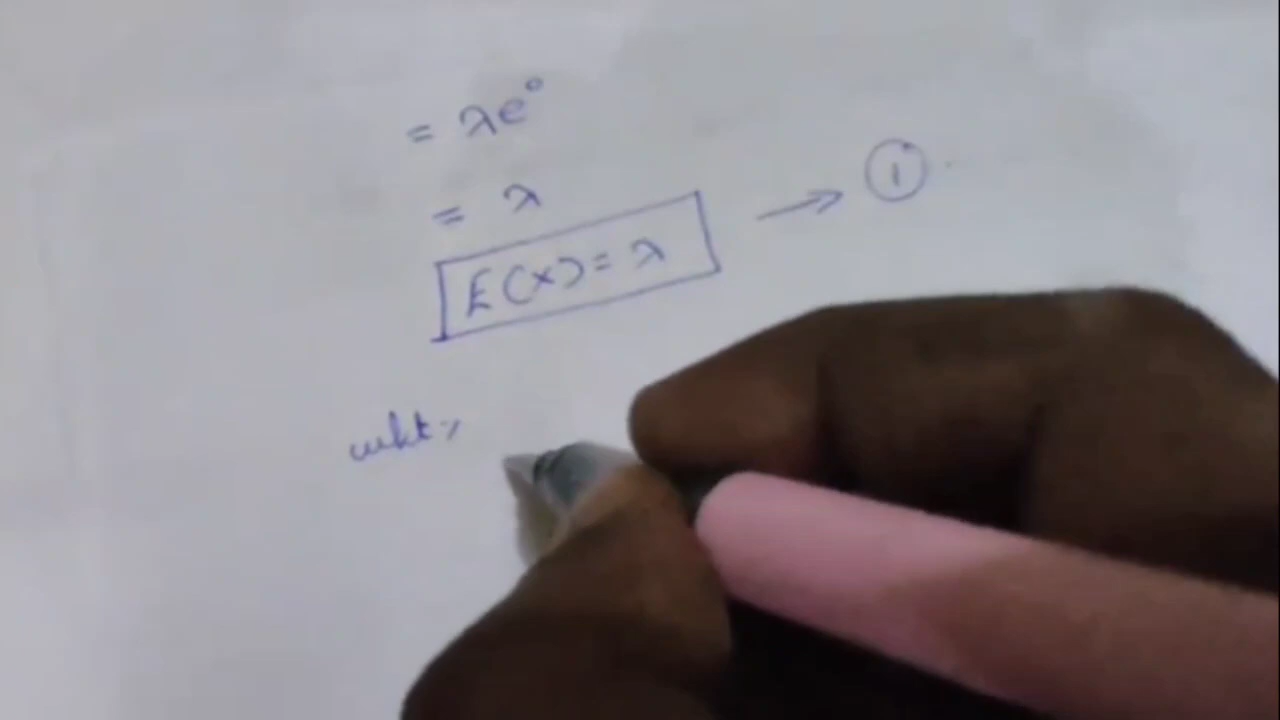 = λe⁰
= λ
E(x) = λ → ①
wkt,